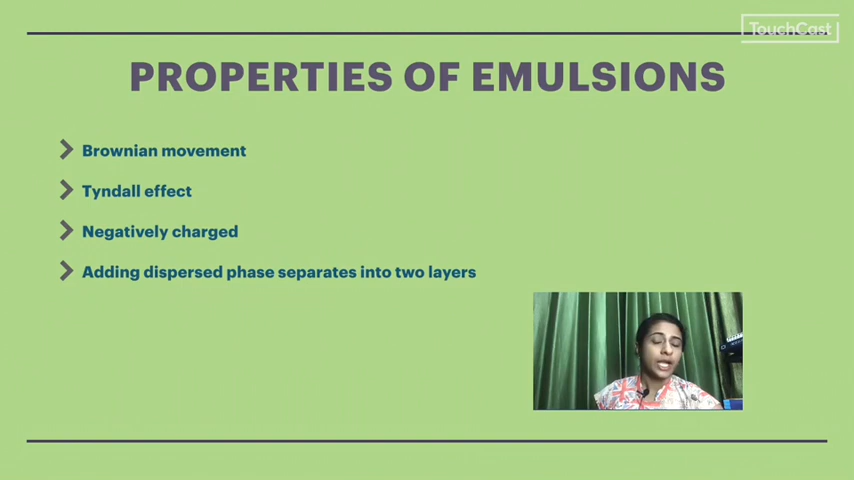 TouchCast
PROPERTIES OF EMULSIONS
Brownian movement
Tyndall effect
Negatively charged
Adding dispersed phase separates into two layers